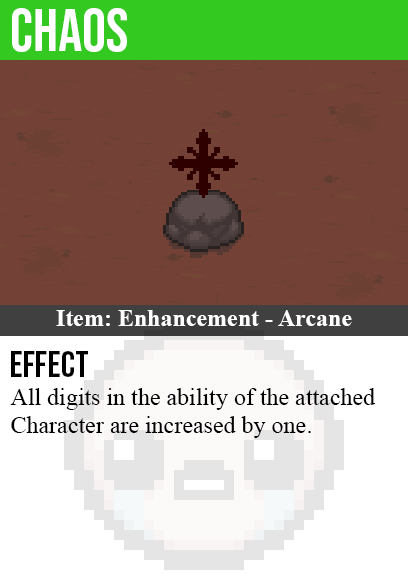 CHAOS
Item: Enhancement - Arcane
EFFECT
All digits in the ability of the attached
Character are increased by one.